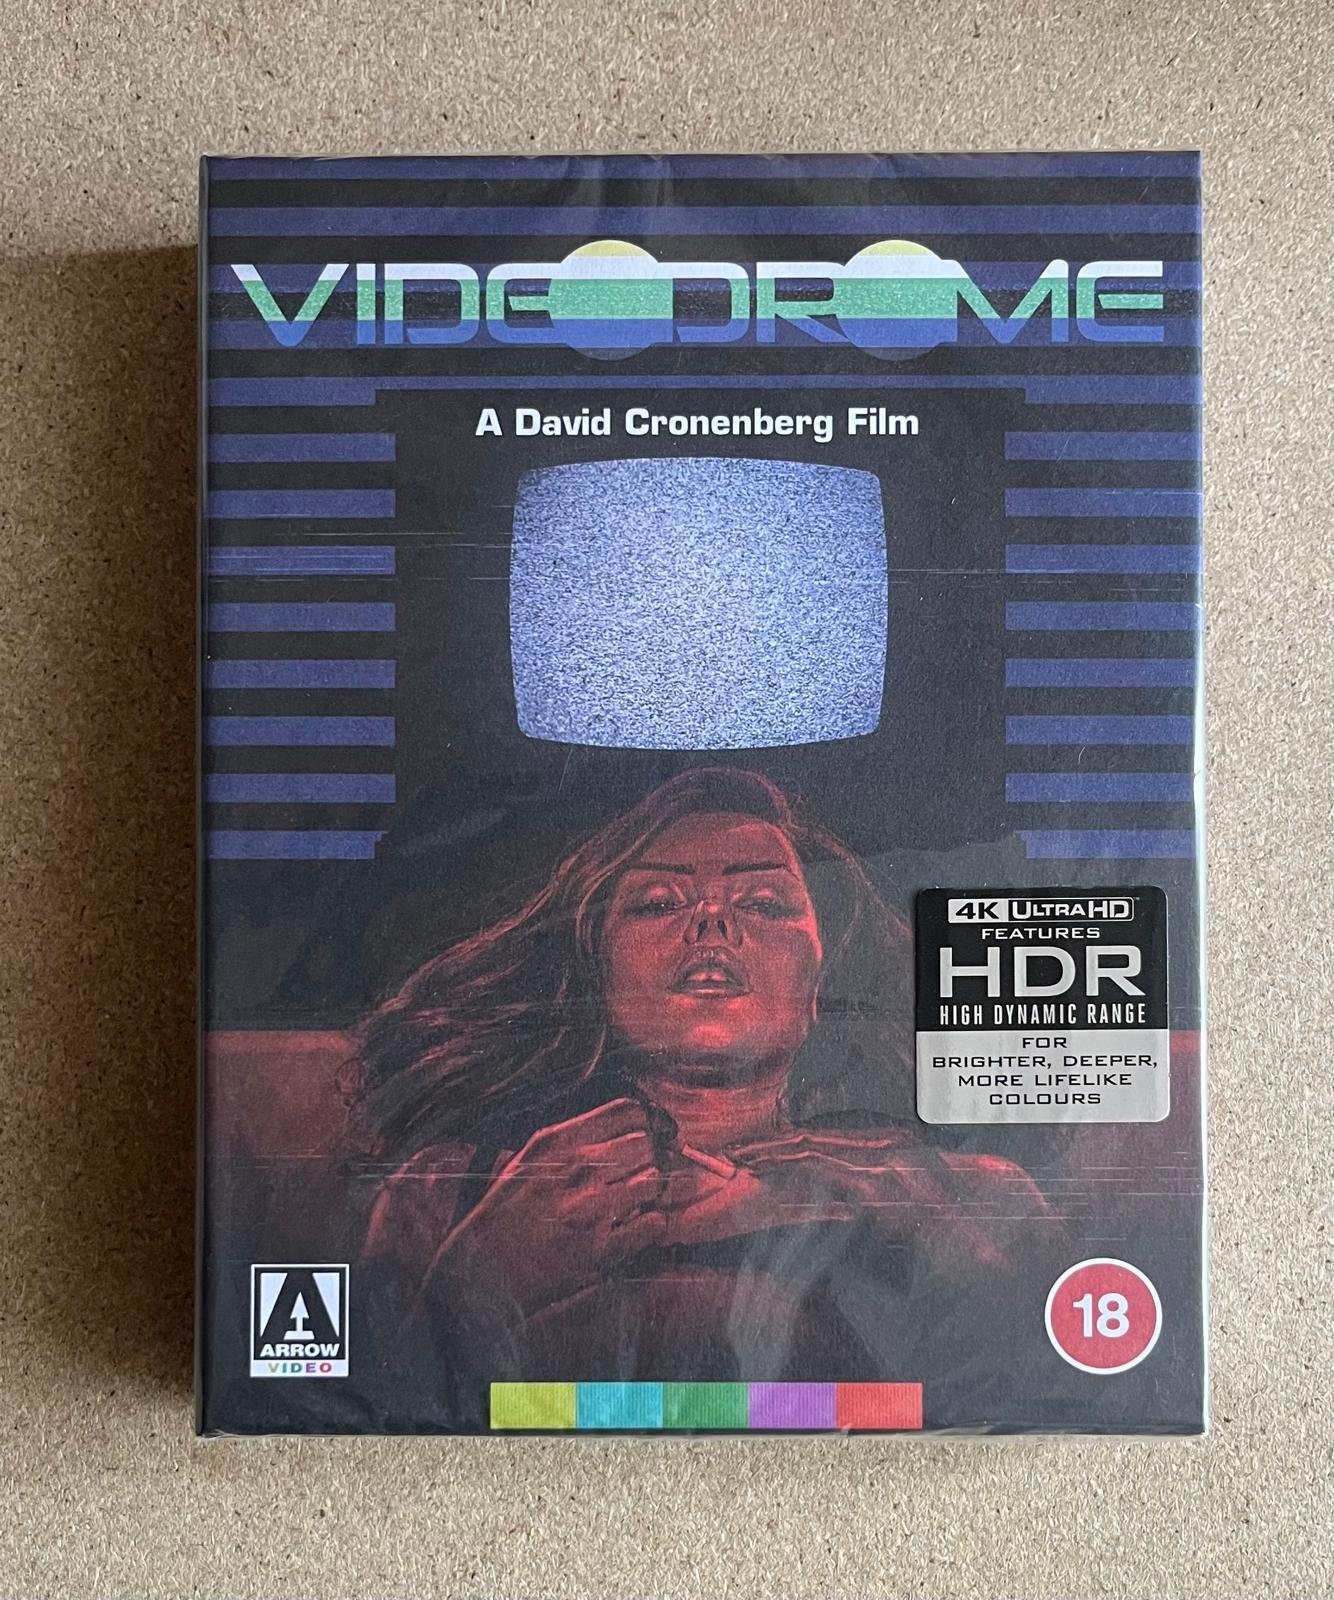 VIDEODROME
A David Cronenberg Film
4K ULTRA HD™
FEATURES
HDR
HIGH DYNAMIC RANGE
FOR
BRIGHTER, DEEPER,
MORE LIFELIKE
COLOURS
A
ARROW
VIDEO
18